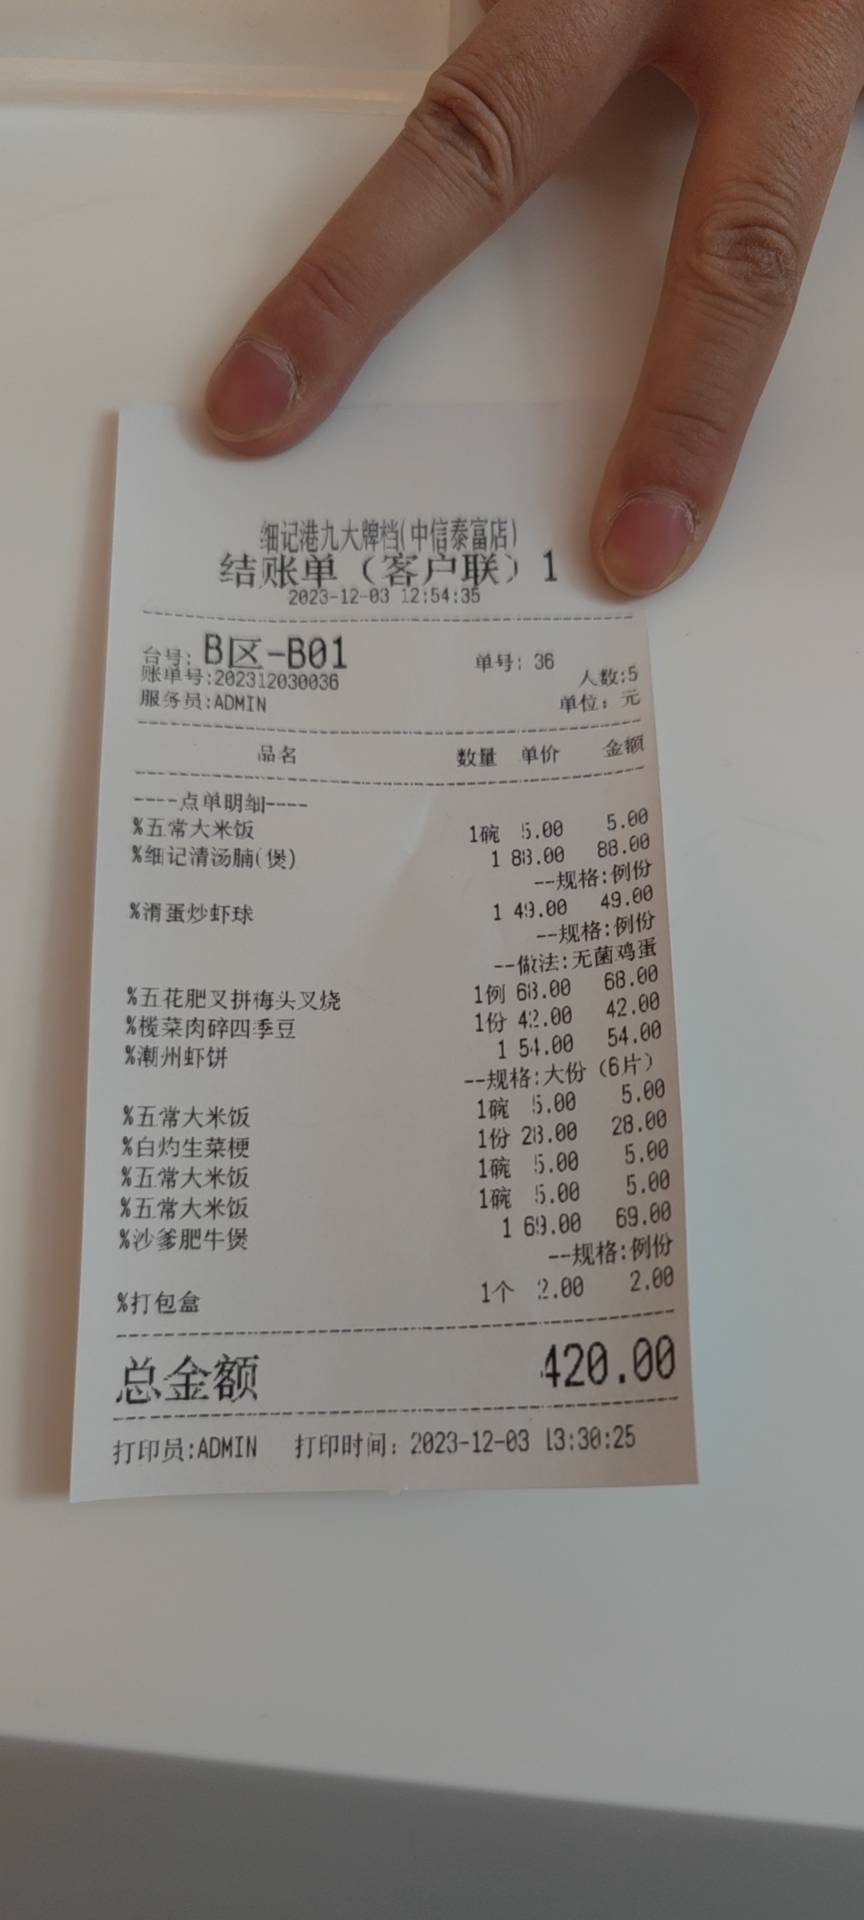 细记港九大牌档(中信泰富店)
结账单（客户联）1
2023-12-03 12:54:35
台号: B区-B01 单号: 36
账单号:202312030036 人数:5
服务员:ADMIN 单位: 元
品名 数量 单价 金额
----点单明细----
%五常大米饭 1碗 5.00 5.00
%细记清汤腩(煲) 1 88.00 88.00
--规格:例份
%滑蛋炒虾球 1 49.00 49.00
--规格:例份
--做法:无菌鸡蛋
%五花肥叉拼梅头叉烧 1例 68.00 68.00
%榄菜肉碎四季豆 1份 42.00 42.00
%潮州虾饼 1 54.00 54.00
--规格:大份（6片）
%五常大米饭 1碗 5.00 5.00
%白灼生菜梗 1份 28.00 28.00
%五常大米饭 1碗 5.00 5.00
%五常大米饭 1碗 5.00 5.00
%沙爹肥牛煲 1 69.00 69.00
--规格:例份
%打包盒 1个 2.00 2.00
总金额 420.00
打印员:ADMIN 打印时间: 2023-12-03 13:30:25